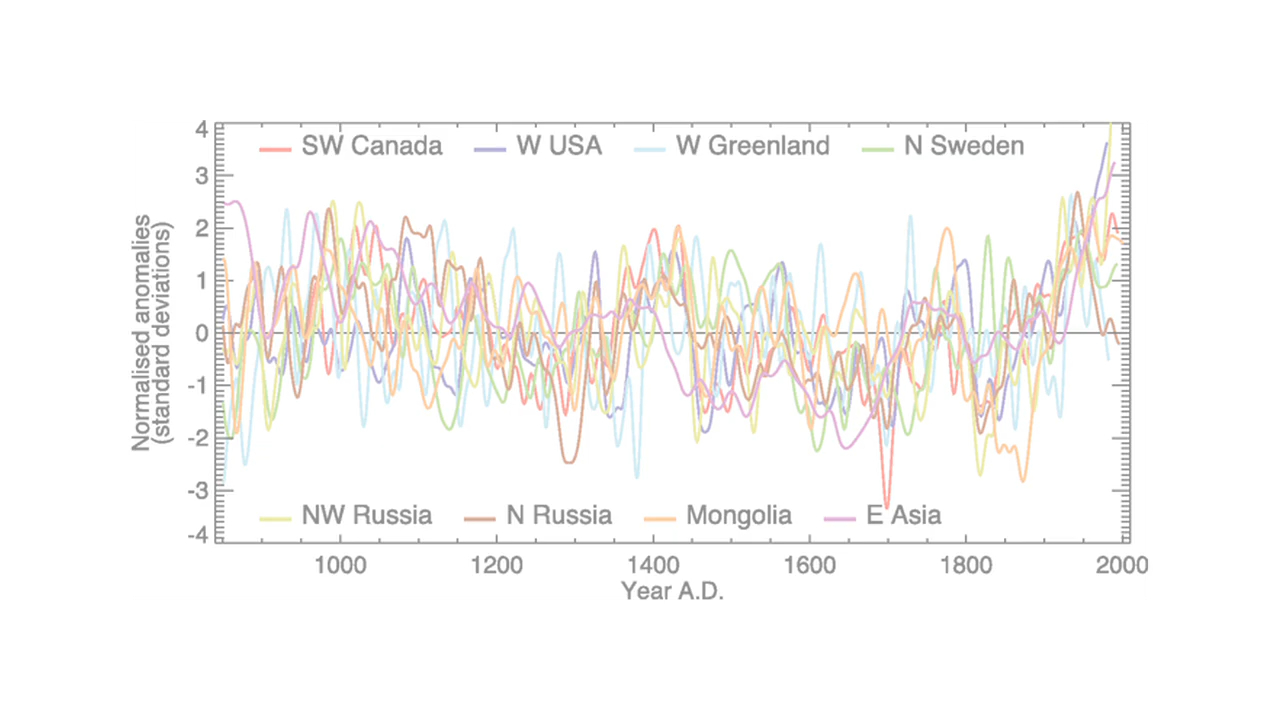 4
SW Canada W USA W Greenland N Sweden
3
2
1
0
-1
-2
-3
-4
Normalised anomalies
(standard deviations)
NW Russia N Russia Mongolia E Asia
1000 1200 1400 1600 1800 2000
Year A.D.